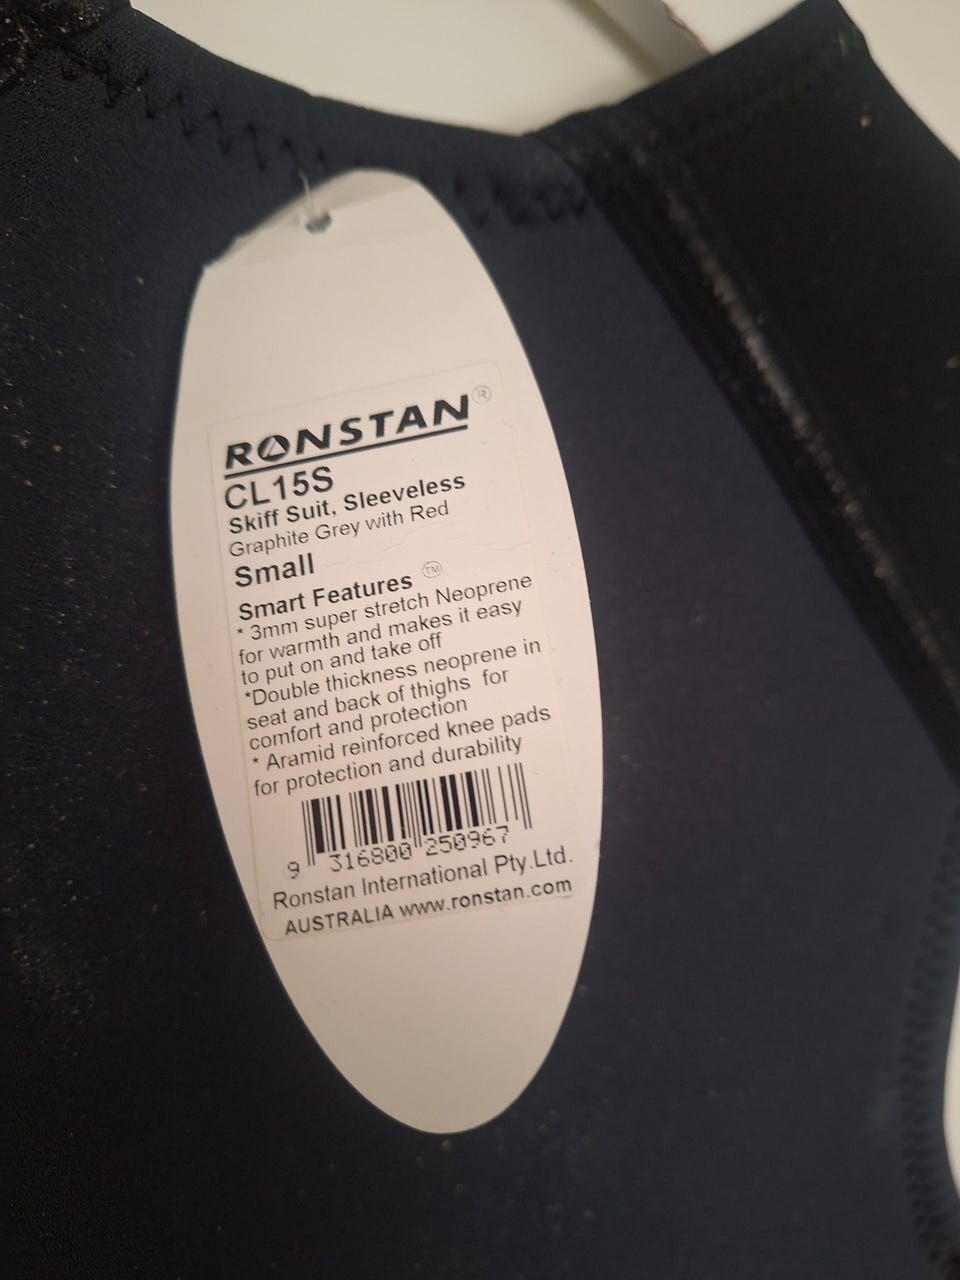 RONSTAN®
CL15S
Skiff Suit, Sleeveless
Graphite Grey with Red
Small
Smart Features ™
* 3mm super stretch Neoprene
for warmth and makes it easy
to put on and take off
*Double thickness neoprene in
seat and back of thighs for
comfort and protection
* Aramid reinforced knee pads
for protection and durability
9 316800 250967
Ronstan International Pty.Ltd.
AUSTRALIA www.ronstan.com